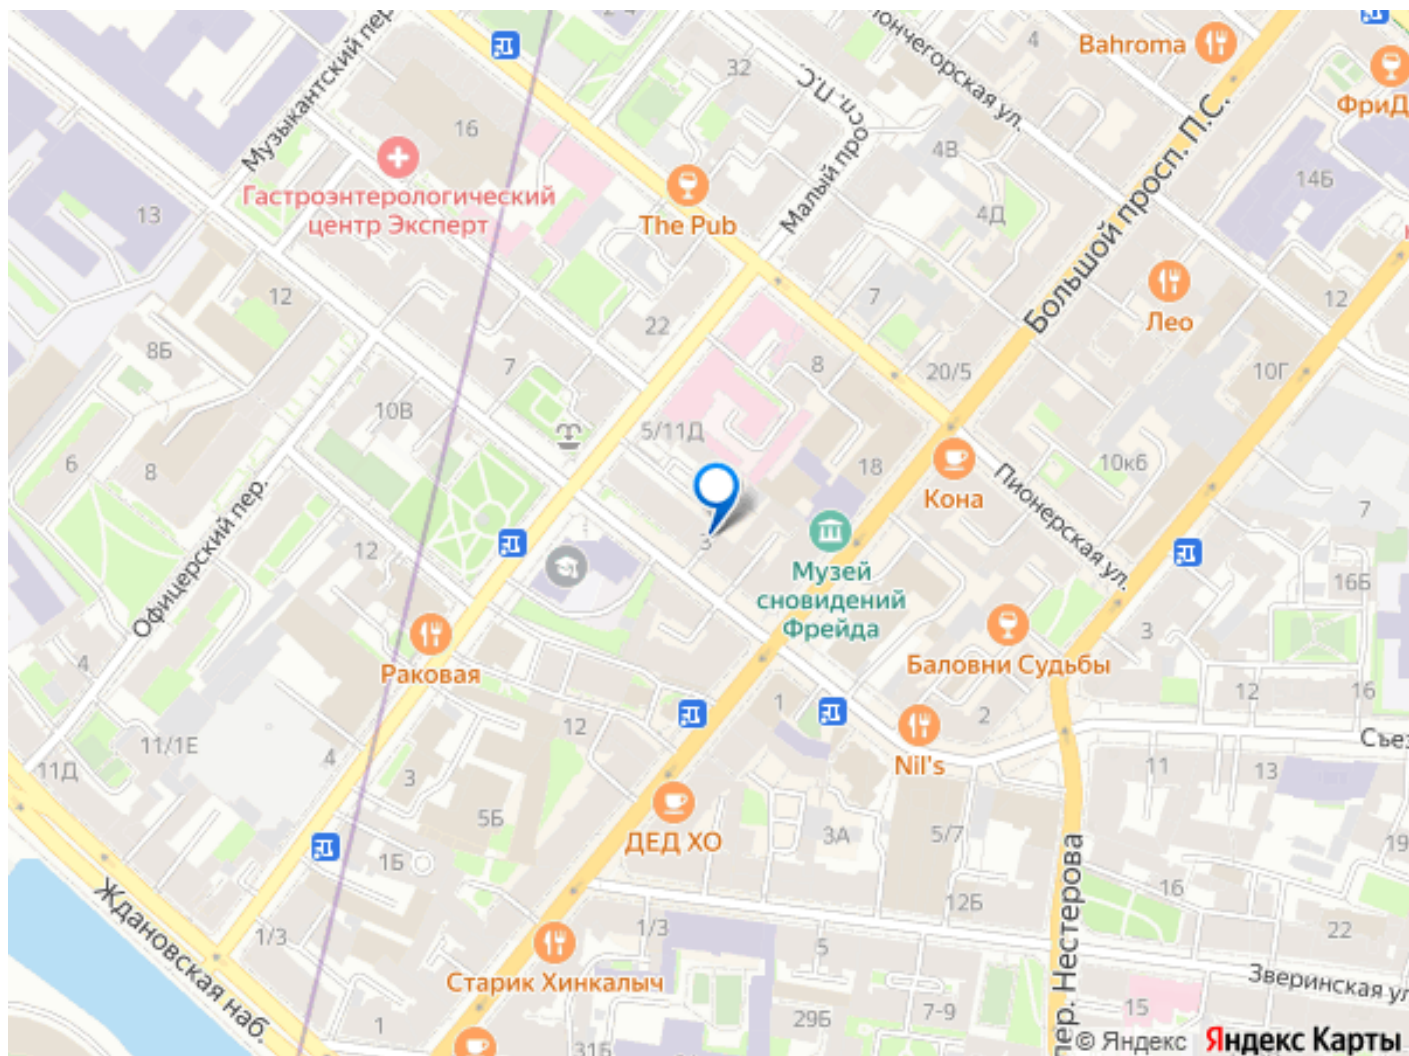 32
4
Bahroma
ФриД
Музыкантский пер.
Малый просп. П.С.
Пончегорская ул.
Большой просп. П.С.
16
4В
14Б
Гастроэнтерологический
центр Эксперт
The Pub
4Д
13
12
7
12
22
Лео
8Б
7
8
20/5
10Г
10В
5/11Д
18
10к6
6
8
Кона
7
Офицерский пер.
3
Пионерская ул.
12
Музей
сновидений
Фрейда
16Б
3
4
Раковая
Баловни Судьбы
12
16
1
2
11/1Е
12
Nil's
Съез
11Д
4
3
11
13
5Б
ДЕД ХО
3А
5/7
19
1Б
Ждановская наб.
пер. Нестерова
16
12Б
1/3
1/3
5
22
Старик Хинкалыч
Зверинская ул
1
7-9
15
29Б
31Б
© Яндекс Яндекс Карты